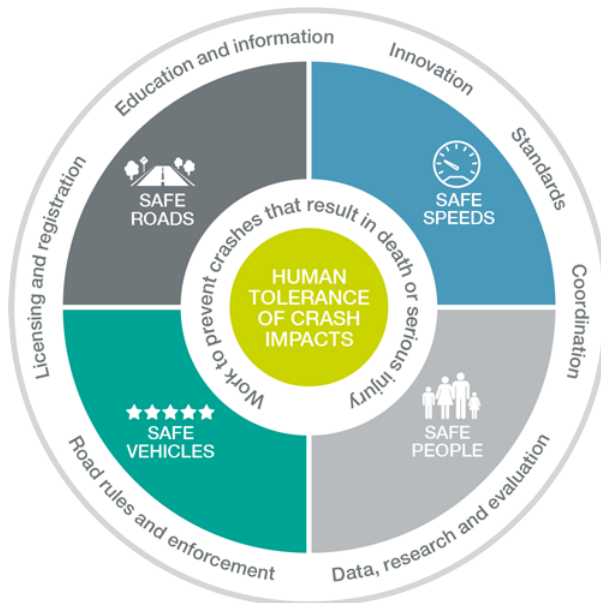 Education and information
Innovation
Standards
Coordination
Data, research and evaluation
Road rules and enforcement
Licensing and registration
SAFE
ROADS
SAFE
SPEEDS
SAFE
PEOPLE
SAFE
VEHICLES
Work to prevent crashes that result in death or serious injury
HUMAN
TOLERANCE
OF CRASH
IMPACTS